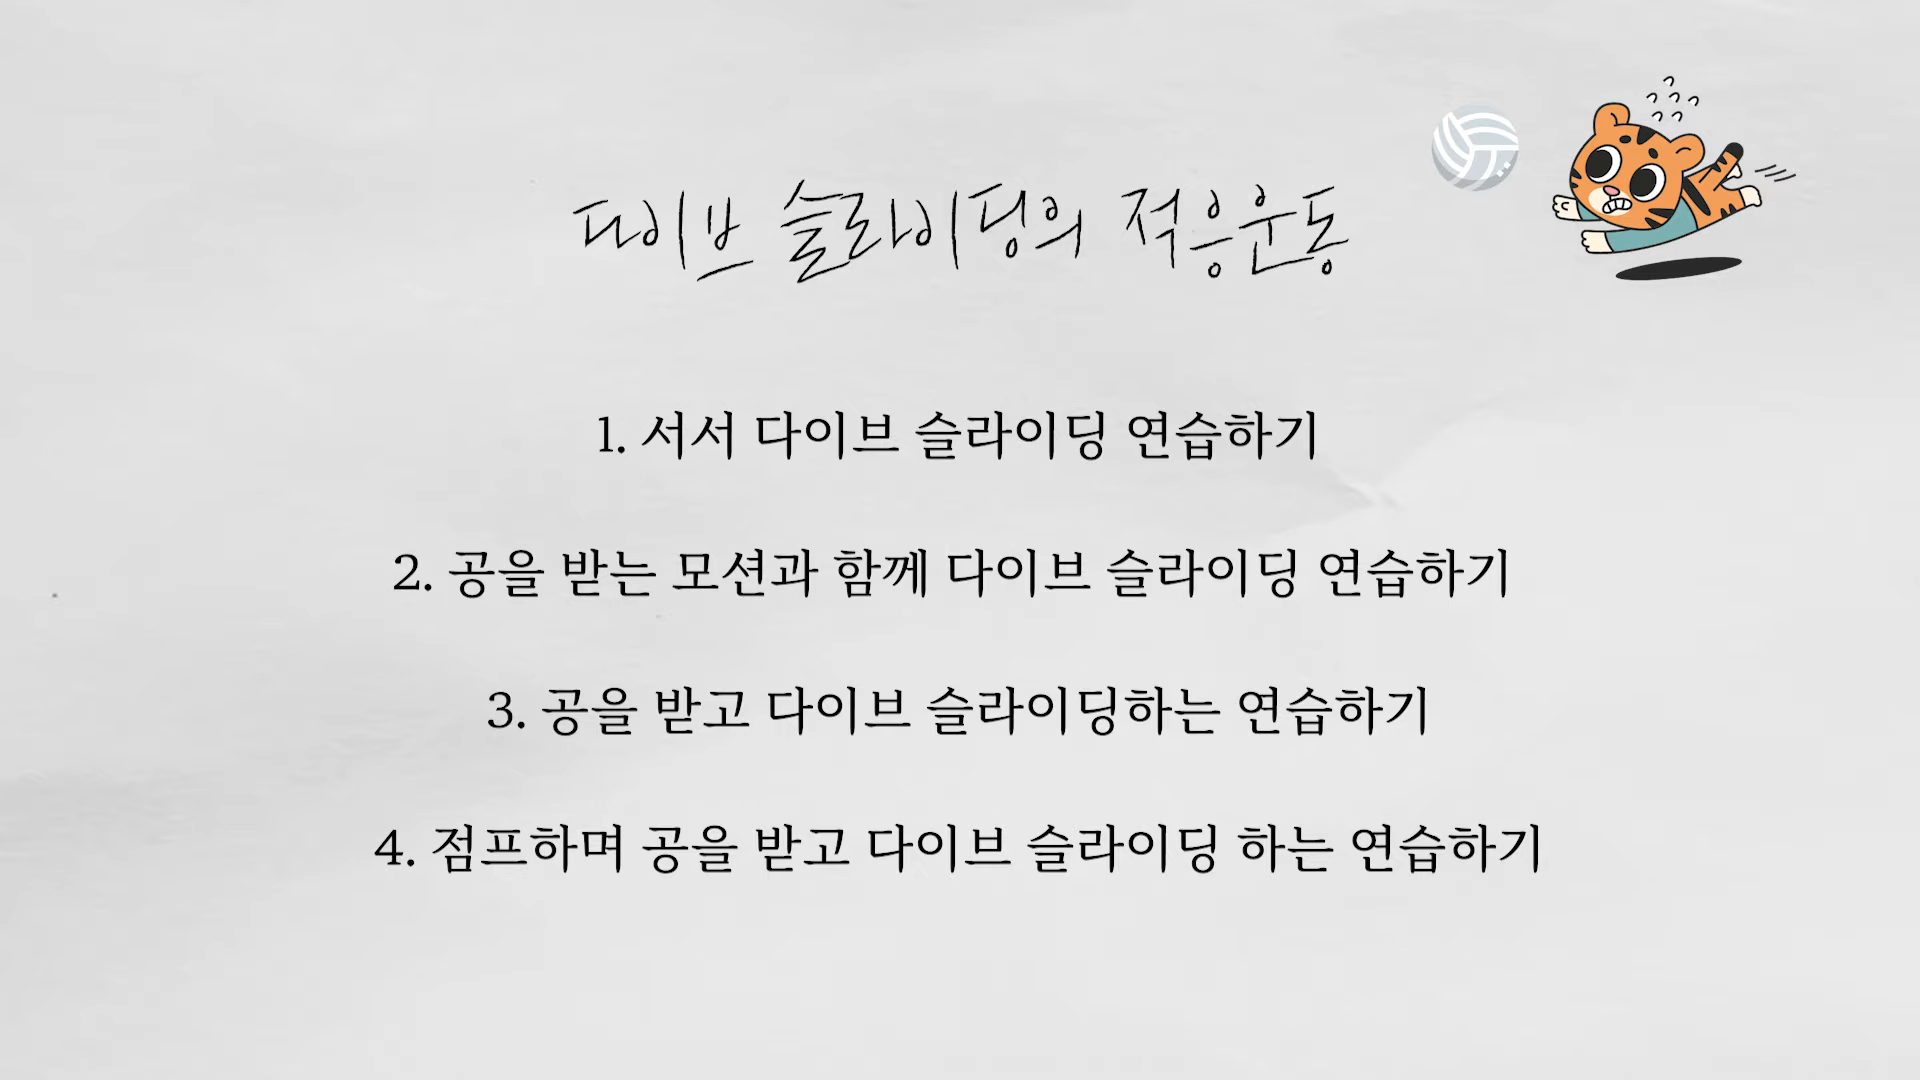 다이브 슬라이딩의 적응운동
1. 서서 다이브 슬라이딩 연습하기
2. 공을 받는 모션과 함께 다이브 슬라이딩 연습하기
3. 공을 받고 다이브 슬라이딩하는 연습하기
4. 점프하며 공을 받고 다이브 슬라이딩 하는 연습하기